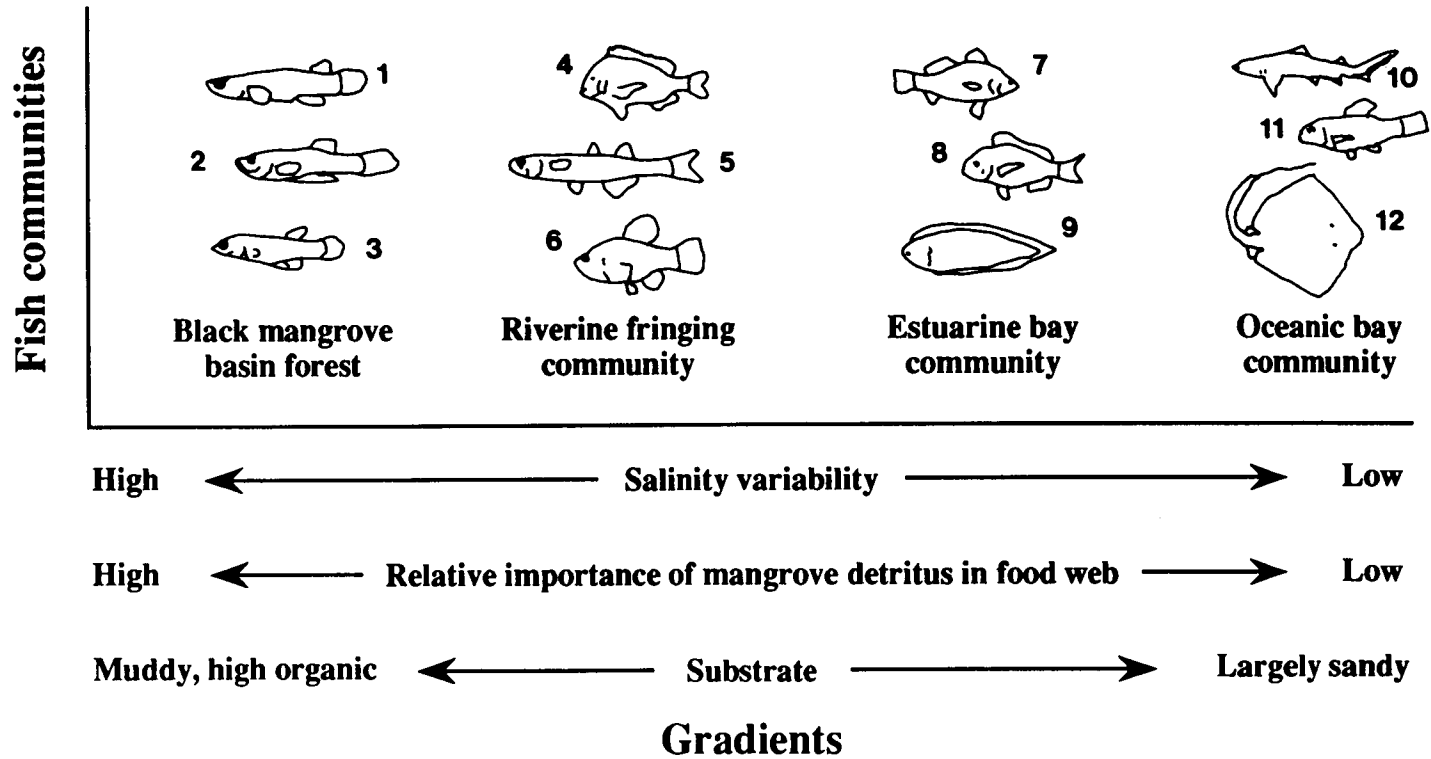 Fish communities
1
2
3
Black mangrove
basin forest
4
5
6
Riverine fringing
community
7
8
9
Estuarine bay
community
10
11
12
Oceanic bay
community
High Salinity variability Low
High Relative importance of mangrove detritus in food web Low
Muddy, high organic Substrate Largely sandy
Gradients